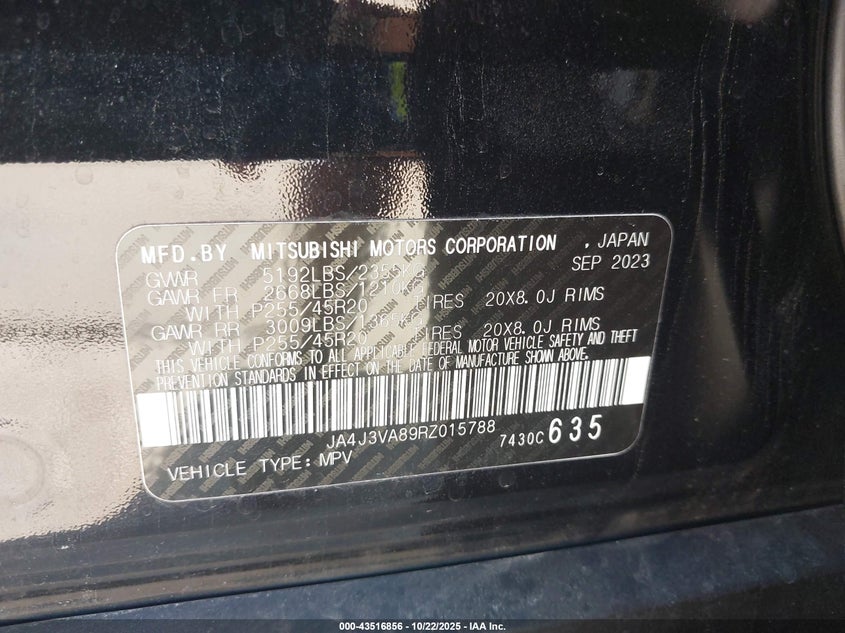 MFD.BY MITSUBISHI MOTORS CORPORATION , JAPAN
SEP 2023
GVWR 5192LBS/2355KG
GAWR FR 2668LBS/1210KG
WITH P255/45R20 TIRES 20X8.0J RIMS
GAWR RR 3009LBS/1365KG
WITH P255/45R20 TIRES 20X8.0J RIMS
THIS VEHICLE CONFORMS TO ALL APPLICABLE FEDERAL MOTOR VEHICLE SAFETY AND THEFT
PREVENTION STANDARDS IN EFFECT ON THE DATE OF MANUFACTURE SHOWN ABOVE.
JA4J3VA89RZ015788
7430C 635
VEHICLE TYPE: MPV
000-43516856 - 10/22/2025 - IAA Inc.